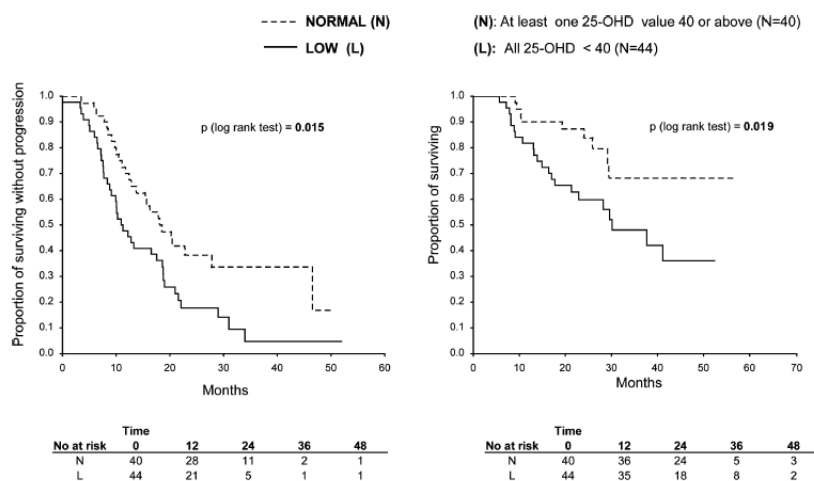 NORMAL (N)
LOW (L)
(N): At least one 25-OHD value 40 or above (N=40)
(L): All 25-OHD < 40 (N=44)
Proportion of surviving without progression
1.0
0.9
0.8
0.7
0.6
0.5
0.4
0.3
0.2
0.1
0.0
p (log rank test) = 0.015
0 10 20 30 40 50 60
Months
Proportion of surviving
1.0
0.9
0.8
0.7
0.6
0.5
0.4
0.3
0.2
0.1
0.0
p (log rank test) = 0.019
0 10 20 30 40 50 60 70
Months
Time
No at risk 0 12 24 36 48
N 40 28 11 2 1
L 44 21 5 1 1
Time
No at risk 0 12 24 36 48
N 40 36 24 5 3
L 44 35 18 8 2